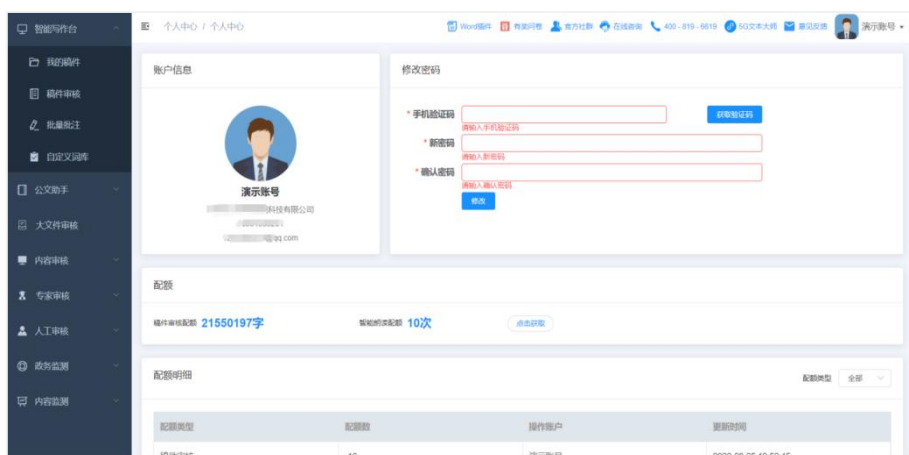 智能写作台
个人中心 / 个人中心
Word插件
有奖问卷
官方社群
在线咨询
400 - 819 - 6619
5G文本大师
意见反馈
演示账号
我的稿件
稿件审核
批量批注
自定义词库
公文助手
大文件审核
内容审核
专家审核
人工审核
政务监测
内容监测
账户信息
演示账号
科技有限公司
@qq.com
修改密码
* 手机验证码
获取验证码
请输入手机验证码
* 新密码
请输入新密码
* 确认密码
请输入确认密码
修改
配额
稿件审核配额 21550197字
智能朗读配额 10次
点击获取
配额明细
配额类型 全部
配额类型 配额数 操作账户 更新时间